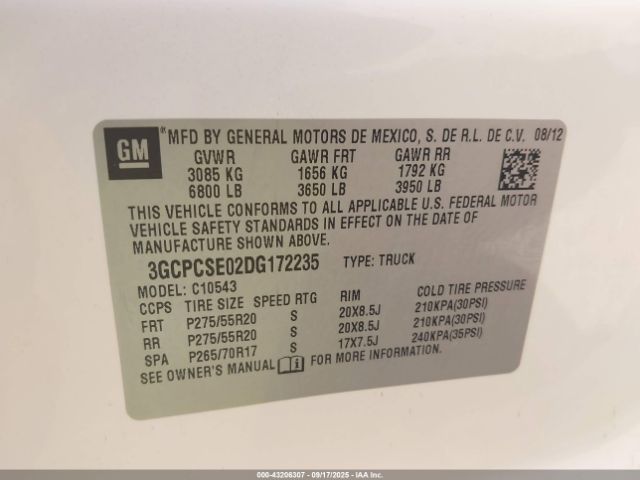 GM
® MFD BY GENERAL MOTORS DE MEXICO, S. DE R.L. DE C.V. 08/12
GVWR GAWR FRT GAWR RR
3085 KG 1656 KG 1792 KG
6800 LB 3650 LB 3950 LB
THIS VEHICLE CONFORMS TO ALL APPLICABLE U.S. FEDERAL MOTOR
VEHICLE SAFETY STANDARDS IN EFFECT ON THE DATE OF
MANUFACTURE SHOWN ABOVE.
3GCPCSE02DG172235 TYPE: TRUCK
MODEL: C10543
CCPS TIRE SIZE SPEED RTG RIM COLD TIRE PRESSURE
FRT P275/55R20 S 20X8.5J 210KPA(30PSI)
RR P275/55R20 S 20X8.5J 210KPA(30PSI)
SPA P265/70R17 S 17X7.5J 240KPA(35PSI)
SEE OWNER'S MANUAL FOR MORE INFORMATION.
000-43206307 - 09/17/2025 - IAA Inc.